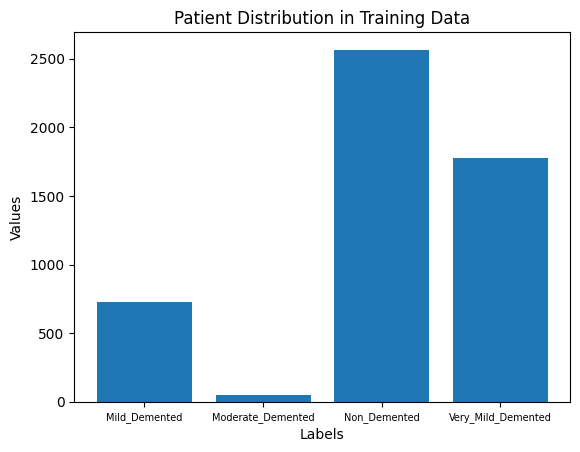 Patient Distribution in Training Data
2500
2000
1500
1000
500
0
Values
Mild_Demented Moderate_Demented Non_Demented Very_Mild_Demented
Labels